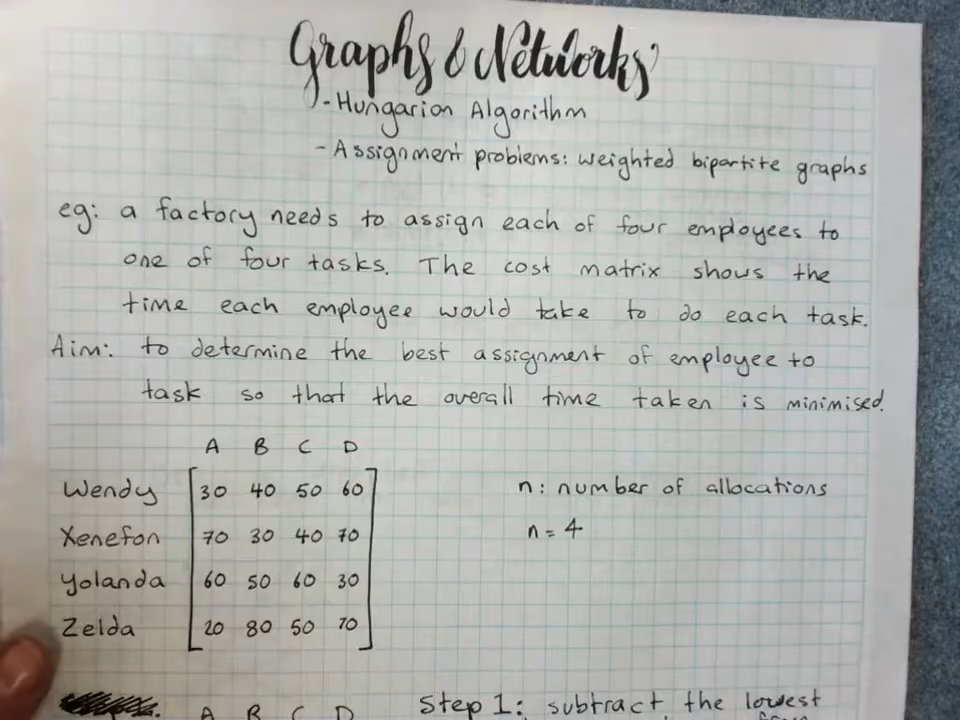 Graphs & Networks
- Hungarian Algorithm
- Assignment problems: weighted bipartite graphs
eg: a factory needs to assign each of four employees to
one of four tasks. The cost matrix shows the
time each employee would take to do each task.
Aim: to determine the best assignment of employee to
task so that the overall time taken is minimised.
A B C D
Wendy 30 40 50 60 n: number of allocations
Xenefon 70 30 40 70 n = 4
Yolanda 60 50 60 30
Zelda 20 80 50 70
A B C D Step 1: subtract the lowest
from